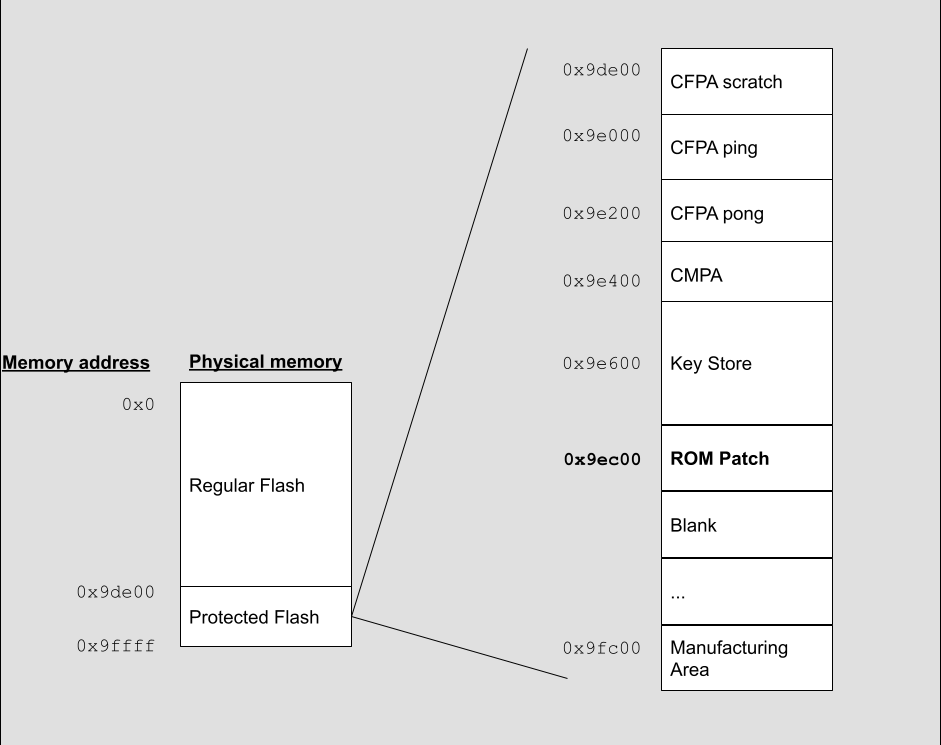 0x9de00
CFPA scratch
0x9e000
CFPA ping
0x9e200
CFPA pong
0x9e400
CMPA
0x9e600
Key Store
0x9ec00
ROM Patch
Blank
...
0x9fc00
Manufacturing
Area
Memory address
Physical memory
0x0
Regular Flash
0x9de00
Protected Flash
0x9ffff